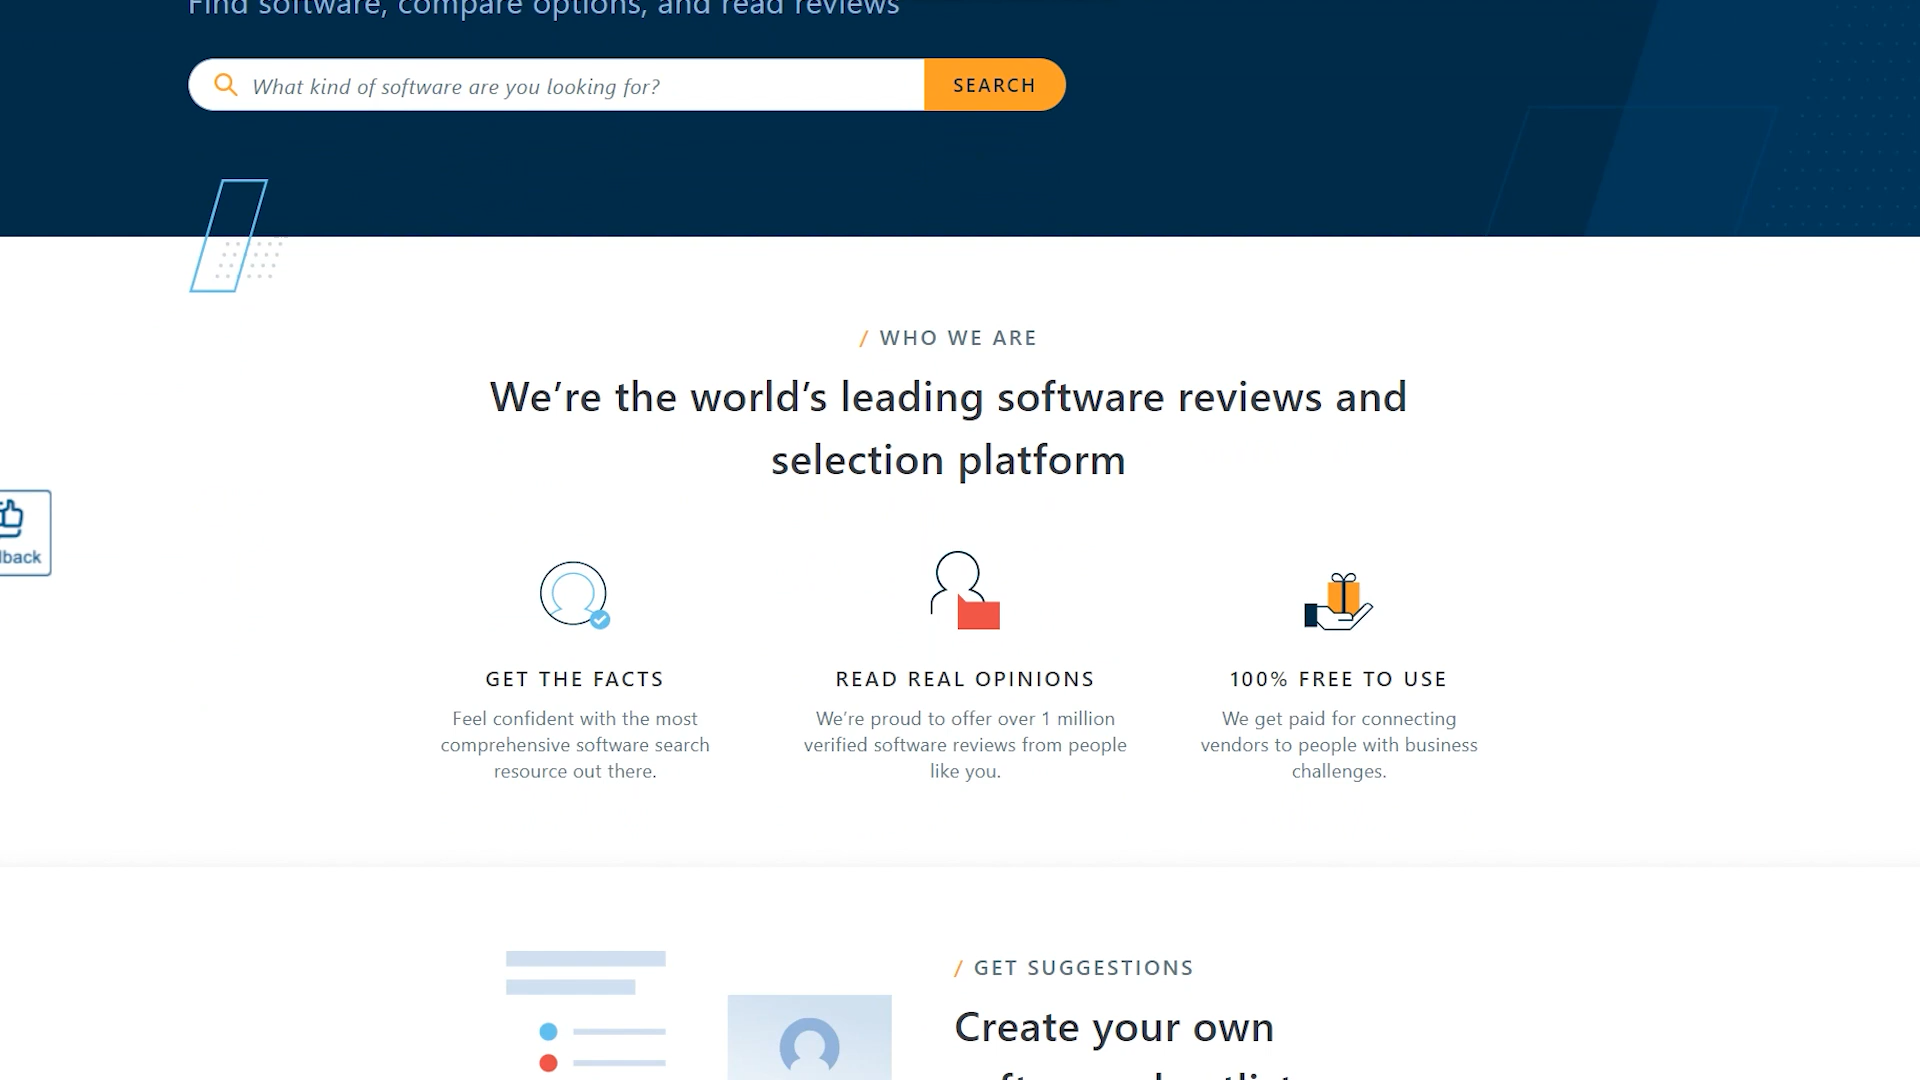 Find software, compare options, and read reviews
What kind of software are you looking for?
SEARCH
/ WHO WE ARE
We’re the world’s leading software reviews and
selection platform
lback
GET THE FACTS
Feel confident with the most
comprehensive software search
resource out there.
READ REAL OPINIONS
We’re proud to offer over 1 million
verified software reviews from people
like you.
100% FREE TO USE
We get paid for connecting
vendors to people with business
challenges.
/ GET SUGGESTIONS
Create your own